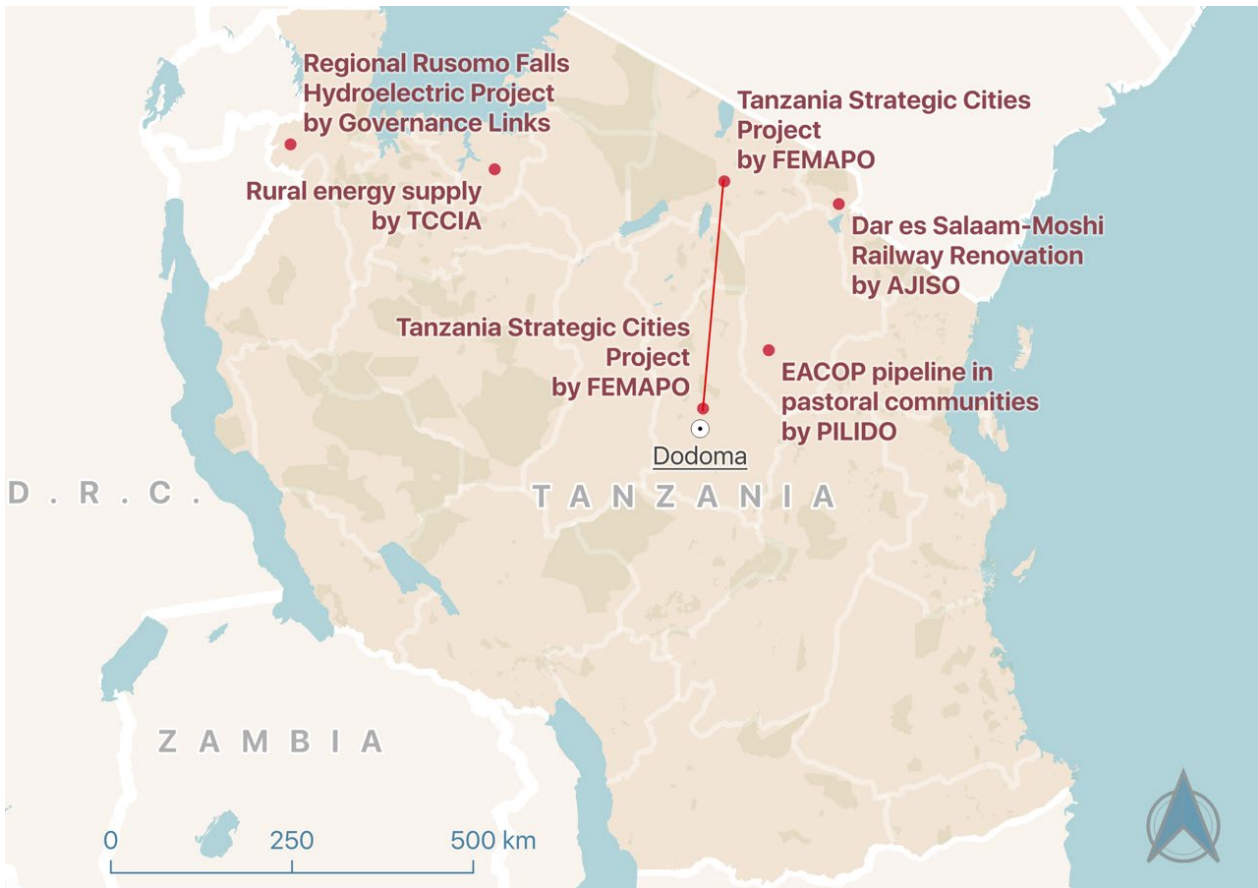 Regional Rusomo Falls
Hydroelectric Project
by Governance Links
Tanzania Strategic Cities
Project
by FEMAPO
Rural energy supply
by TCCIA
Dar es Salaam-Moshi
Railway Renovation
by AJISO
Tanzania Strategic Cities
Project
by FEMAPO
EACOP pipeline in
pastoral communities
by PILIDO
Dodoma
D.R.C.
TANZANIA
ZAMBIA
0 250 500 km